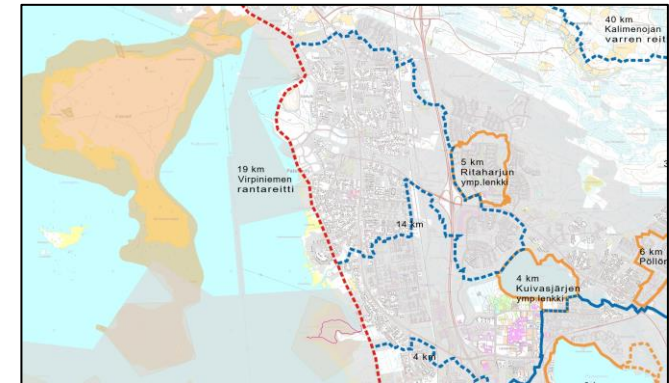 40 km
Kalimenojan
varren reit
5 km
Ritaharjun
ymp.lenkki
19 km
Virpiniemen
rantareitti
14 km
6 km
4 km
Kuivasjärjen
ymp.lenkki
4 km